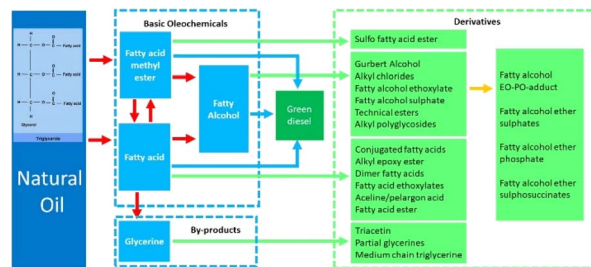 Basic Oleochemicals
Derivatives
H
H
C
O
C
Fatty acid
H
C
O
C
Fatty acid
H
C
O
C
Fatty acid
H
Glycerol
Triglyceride
Natural
Oil
Fatty acid
methyl
ester
Fatty acid
Fatty
Alcohol
Green
diesel
Glycerine
By-products
Sulfo fatty acid ester
Gurbert Alcohol
Alkyl chlorides
Fatty alcohol ethoxylate
Fatty alcohol sulphate
Technical esters
Alkyl polyglycosides
Conjugated fatty acids
Alkyl epoxy ester
Dimer fatty acids
Fatty acid ethoxylates
Aceline/pelargon acid
Fatty acid ester
Triacetin
Partial glycerines
Medium chain triglycerine
Fatty alcohol
EO-PO-adduct
Fatty alcohol ether
sulphates
Fatty alcohol ether
phosphate
Fatty alcohol ether
sulphosuccinates